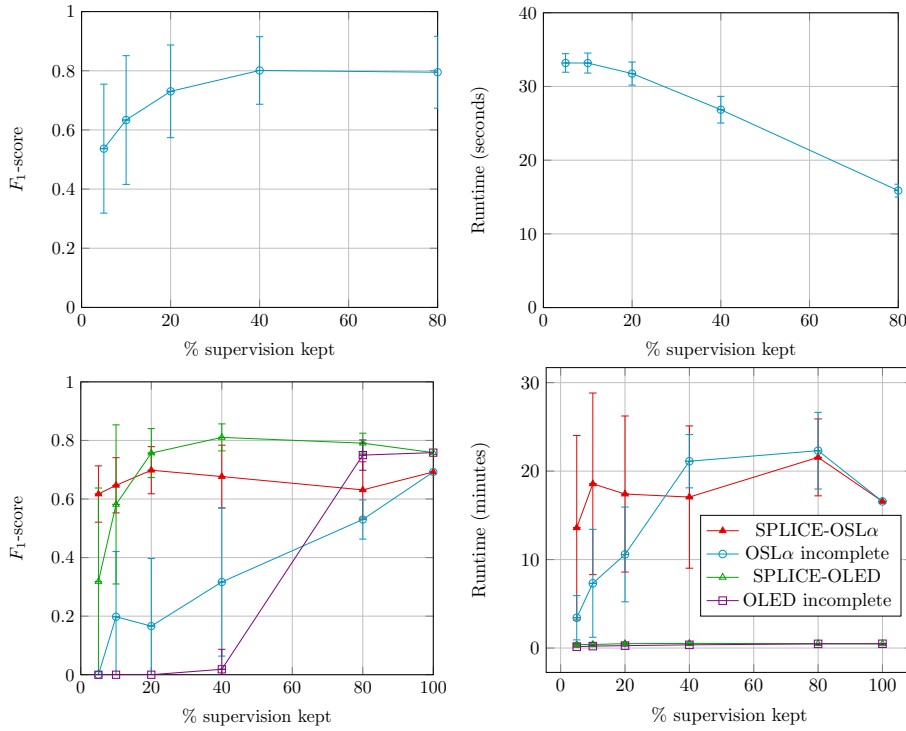 1
0.8
0.6
0.4
0.2
0
0 20 40 60 80
% supervision kept
F1-score
40
30
20
10
0
0 20 40 60 80
% supervision kept
Runtime (seconds)
1
0.8
0.6
0.4
0.2
0
0 20 40 60 80 100
% supervision kept
F1-score
30
20
10
0
0 20 40 60 80 100
% supervision kept
Runtime (minutes)
SPLICE-OSLα
OSLα incomplete
SPLICE-OLED
OLED incomplete